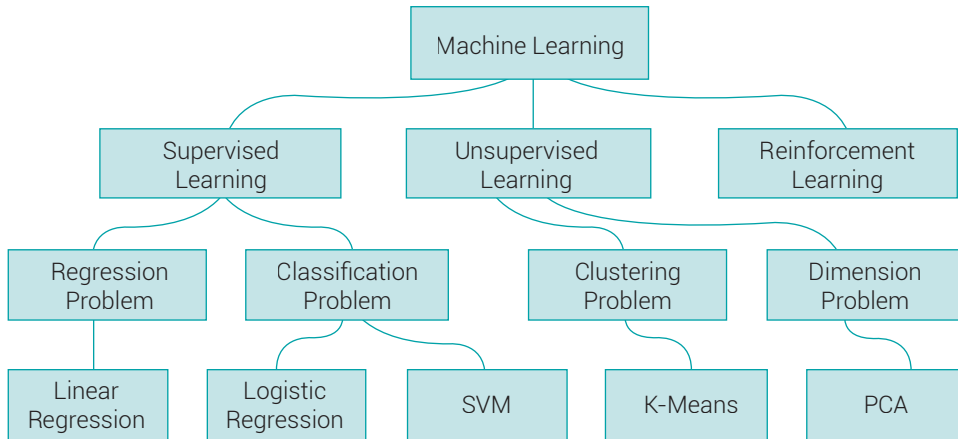 Machine Learning
Supervised
Learning
Unsupervised
Learning
Reinforcement
Learning
Regression
Problem
Classification
Problem
Clustering
Problem
Dimension
Problem
Linear
Regression
Logistic
Regression
SVM
K-Means
PCA